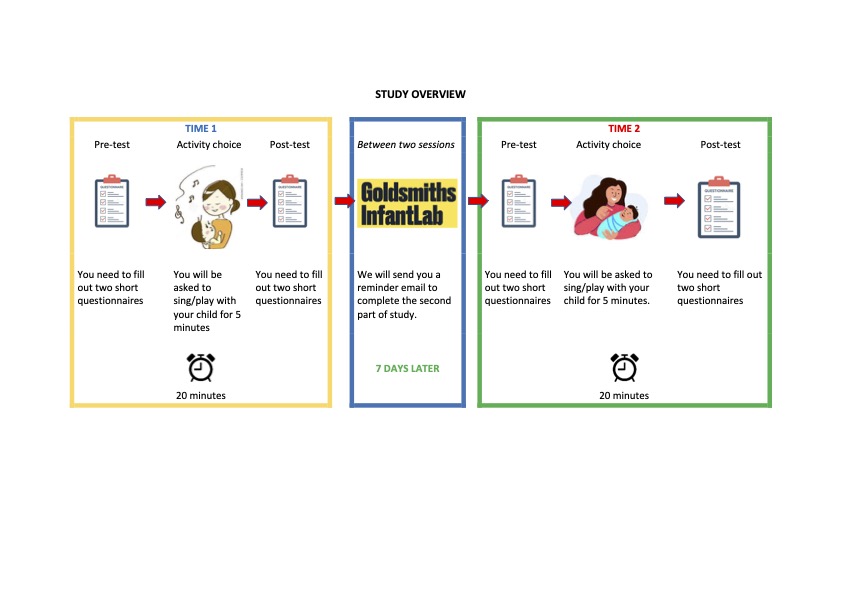 STUDY OVERVIEW
TIME 1
Pre-test
Activity choice
Post-test
QUESTIONNAIRE
QUESTIONNAIRE
You need to fill
out two short
questionnaires
You will be
asked to
sing/play with
your child for 5
minutes
You need to fill
out two short
questionnaires
20 minutes
Between two sessions
Goldsmiths
InfantLab
We will send you a
reminder email to
complete the second
part of study.
7 DAYS LATER
TIME 2
Pre-test
Activity choice
Post-test
QUESTIONNAIRE
QUESTIONNAIRE
You need to fill
out two short
questionnaires
You will be asked to
sing/play with your
child for 5 minutes.
You need to fill out
two short
questionnaires
20 minutes